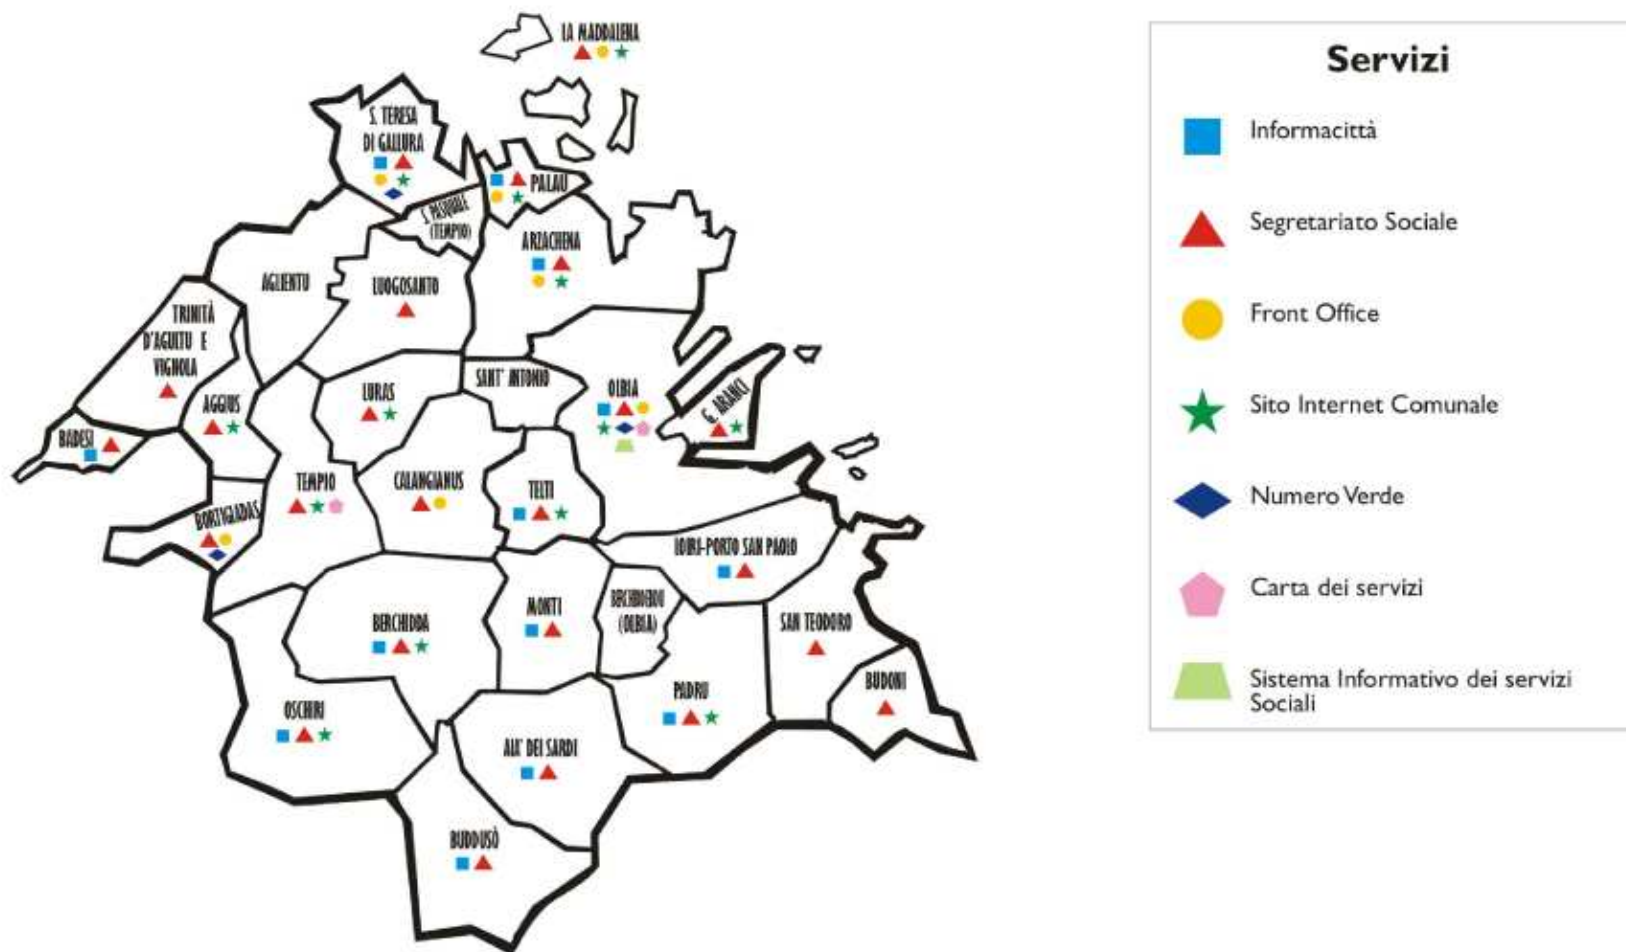 LA MADDALENA
S. TERESA
DI GALLURA
PALAU
S. PASQUALE
(TEMPIO)
ARZACHENA
AGLIENTU
LUOGOSANTO
TRINITÀ
D'AGULTU E
VIGNOLA
SANT' ANTONIO
LURAS
OLBIA
G. ARANCI
AGGIUS
BADESI
TEMPIO
CALANGIANUS
TELTI
BORTIGIADAS
LOIRI-PORTO SAN PAOLO
BERCHIDDA
MONTI
(OLBIA)
SAN TEODORO
BUDONI
PADRU
OSCHIRI
ALA' DEI SARDI
BUDDUSÒ
Servizi
Informacittà
Segretariato Sociale
Front Office
Sito Internet Comunale
Numero Verde
Carta dei servizi
Sistema Informativo dei servizi
Sociali